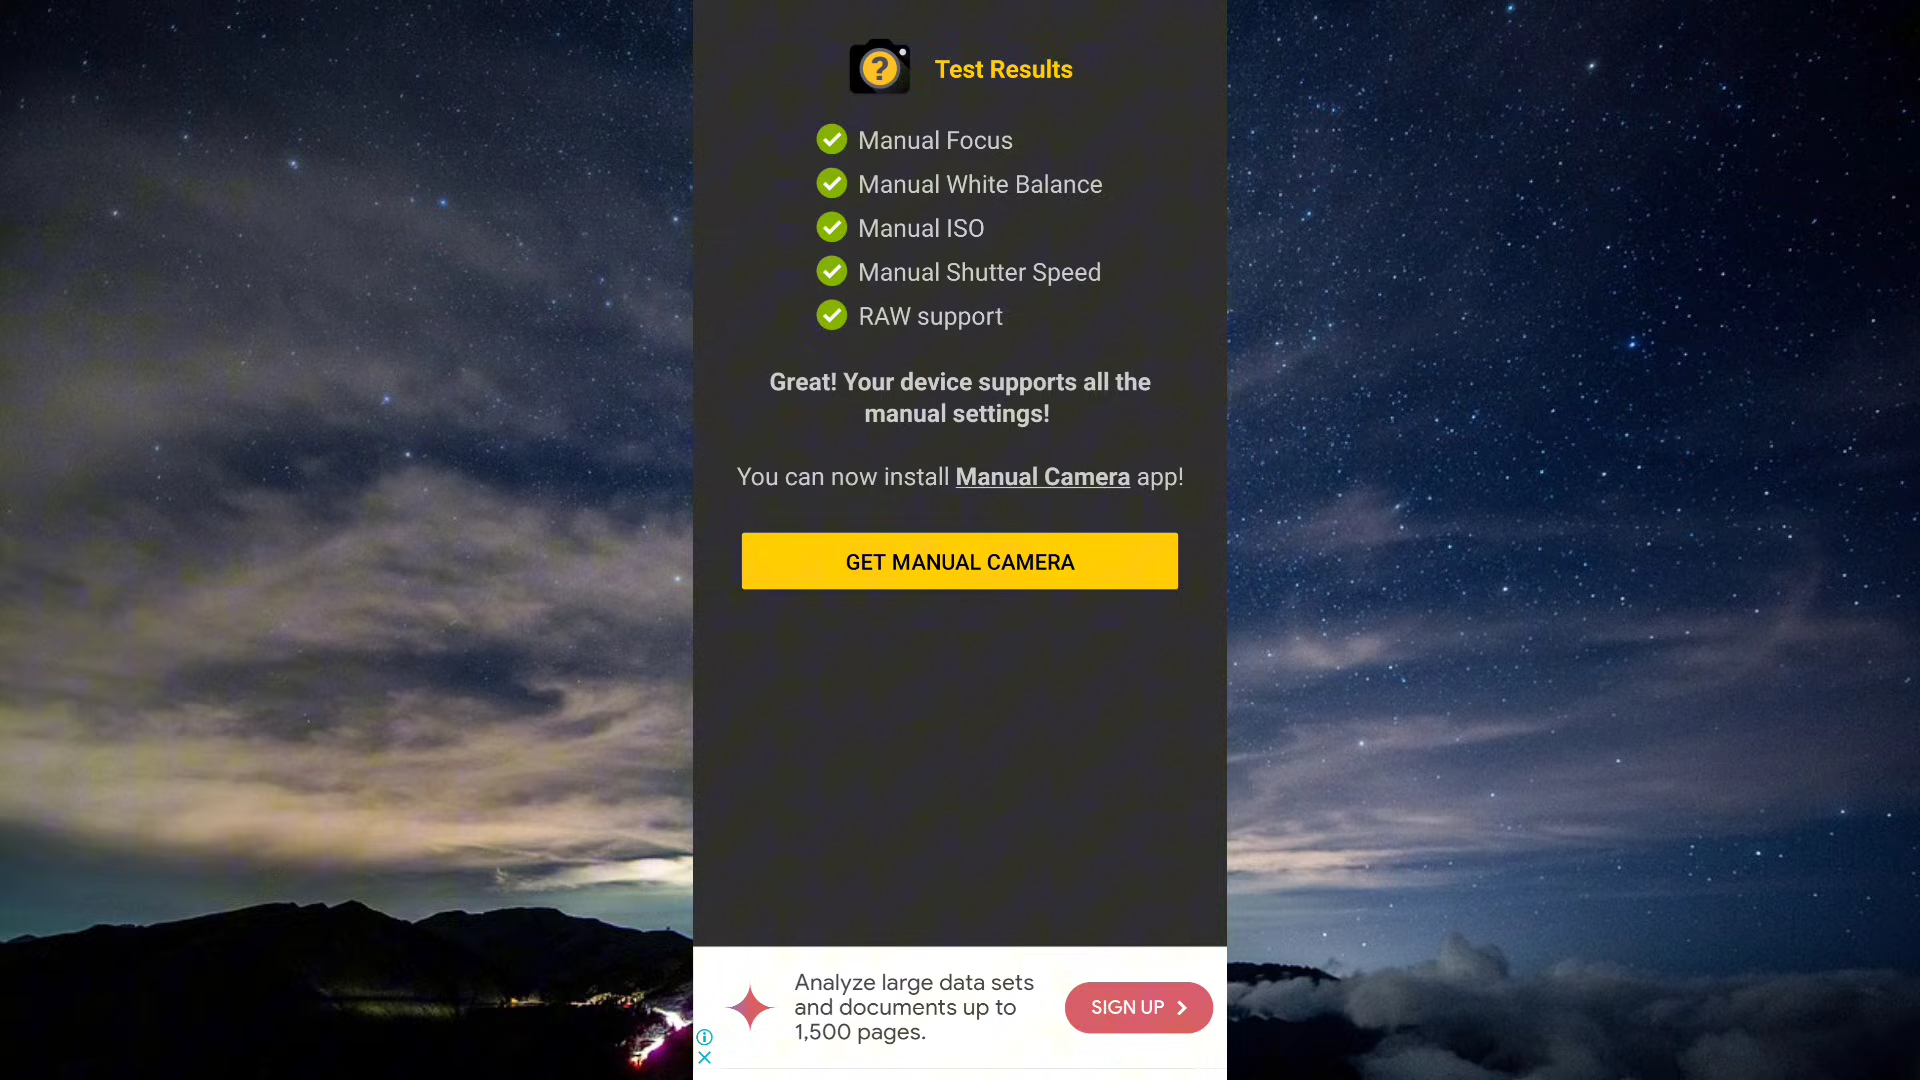 Test Results
Manual Focus
Manual White Balance
Manual ISO
Manual Shutter Speed
RAW support
Great! Your device supports all the
manual settings!
You can now install Manual Camera app!
GET MANUAL CAMERA
Analyze large data sets
and documents up to
1,500 pages.
SIGN UP